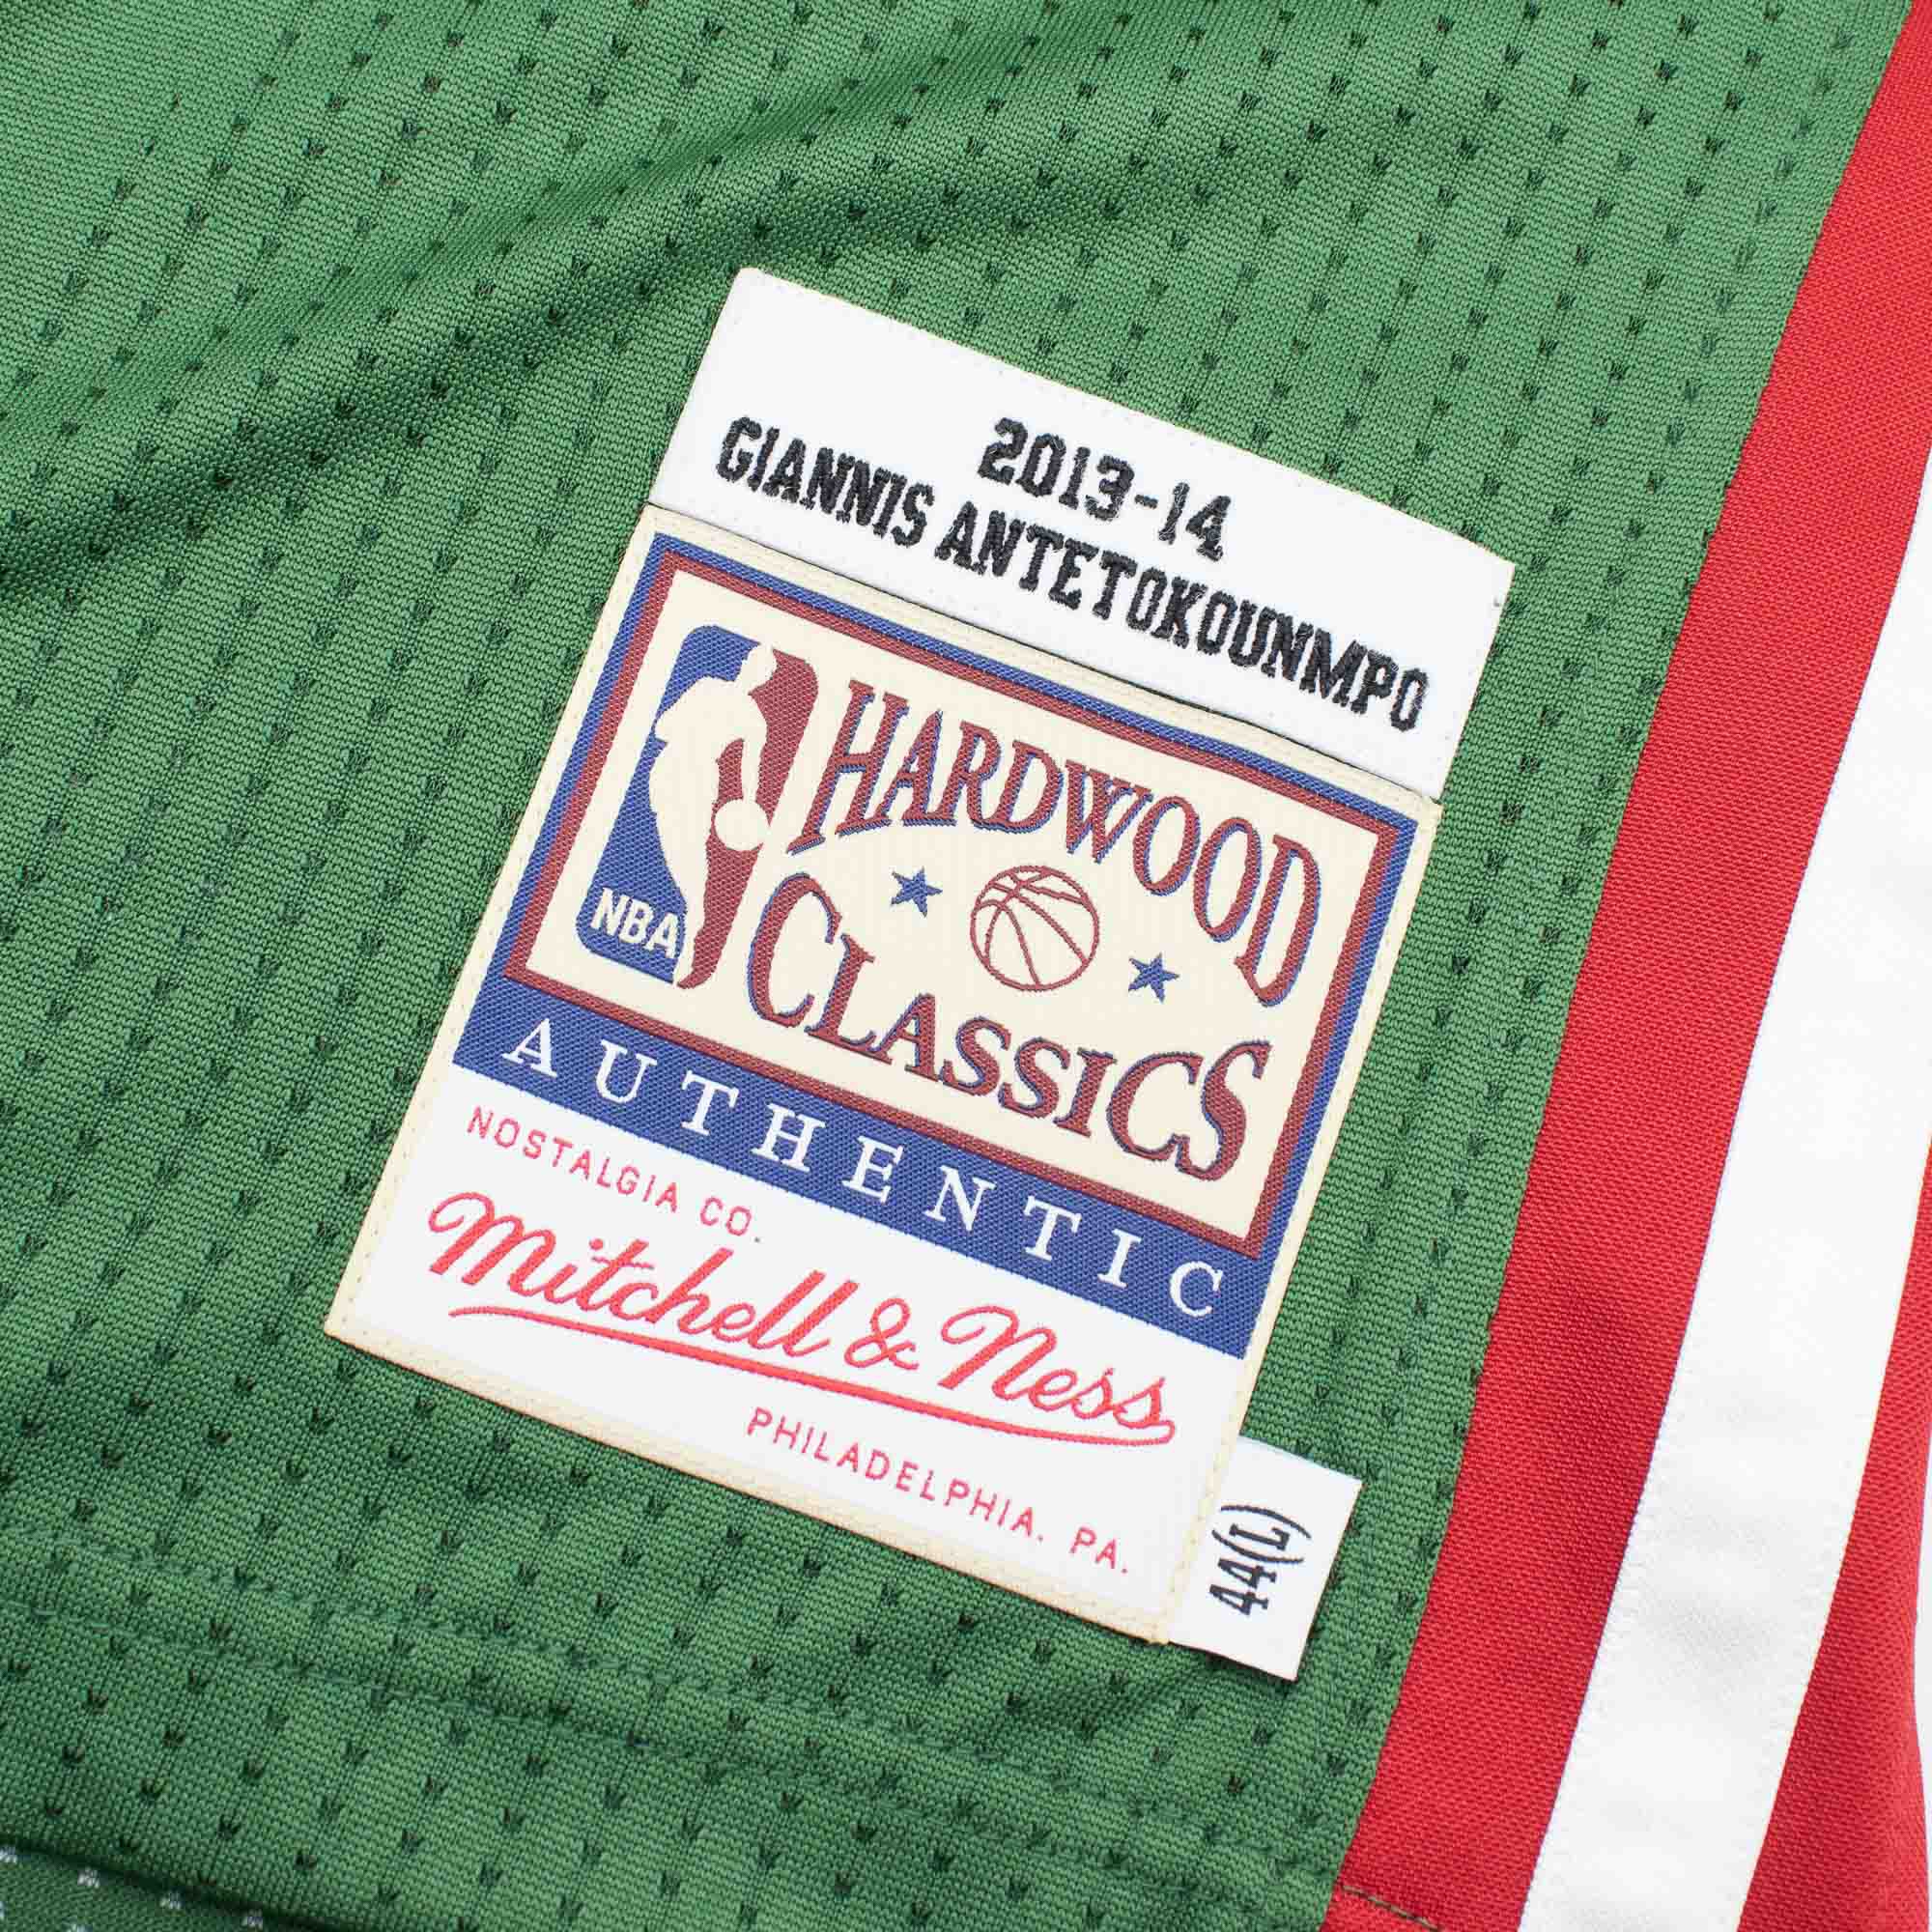 2013-14
GIANNIS ANTETOKOUNMPO
HARDWOOD
CLASSICS
NBA
AUTHENTIC
NOSTALGIA CO.
Mitchell & Ness
PHILADELPHIA. PA.
44(L)